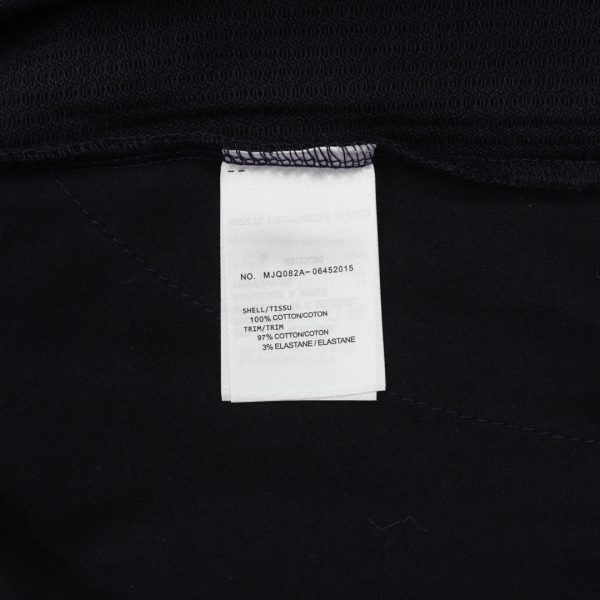 NO. MJQ082A-06452015
SHELL/TISSU
100% COTTON/COTON
TRIM/TRIM
97% COTTON/COTON
3% ELASTANE / ELASTANE